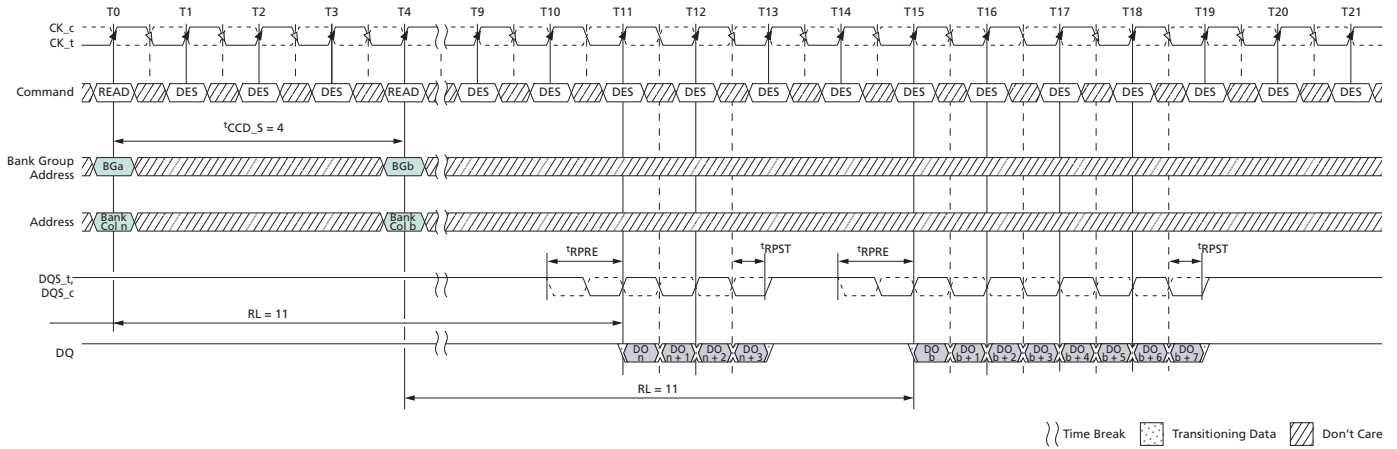 T0 T1 T2 T3 T4 T9 T10 T11 T12 T13 T14 T15 T16 T17 T18 T19 T20 T21
CK_c
CK_t
Command READ DES DES DES READ DES DES DES DES DES DES DES DES DES DES DES DES DES
tCCD_S = 4
Bank Group
Address
BGa BGb
Address
Bank
Col n
Bank
Col b
tRPRE tRPST tRPRE tRPST
DQS_t,
DQS_c
RL = 11
DQ
DO
n
DO
n + 1
DO
n + 2
DO
n + 3
DO
b
DO
b + 1
DO
b + 2
DO
b + 3
DO
b + 4
DO
b + 5
DO
b + 6
DO
b + 7
RL = 11
Time Break Transitioning Data Don't Care